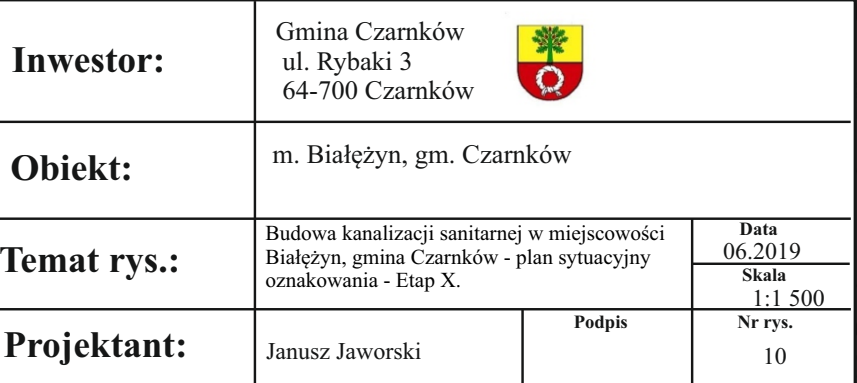 Inwestor:
Gmina Czarnków
ul. Rybaki 3
64-700 Czarnków
Obiekt:
m. Białężyn, gm. Czarnków
Temat rys.:
Budowa kanalizacji sanitarnej w miejscowości
Białężyn, gmina Czarnków - plan sytuacyjny
oznakowania - Etap X.
Data
06.2019
Skala
1:1 500
Projektant:
Janusz Jaworski
Podpis
Nr rys.
10